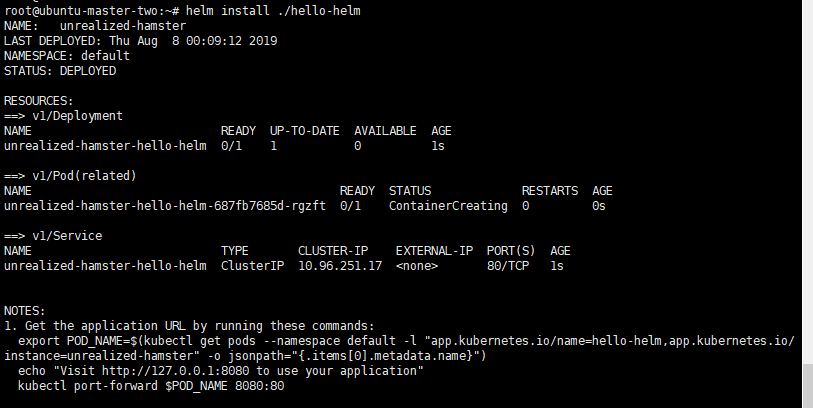 root@ubuntu-master-two:~# helm install ./hello-helm
NAME:   unrealized-hamster
LAST DEPLOYED: Thu Aug  8 00:09:12 2019
NAMESPACE: default
STATUS: DEPLOYED
RESOURCES:
==> v1/Deployment
NAME                           READY  UP-TO-DATE  AVAILABLE  AGE
unrealized-hamster-hello-helm  0/1    1           0          1s
==> v1/Pod(related)
NAME                                            READY  STATUS             RESTARTS  AGE
unrealized-hamster-hello-helm-687fb7685d-rgzft  0/1    ContainerCreating  0         0s
==> v1/Service
NAME                           TYPE       CLUSTER-IP     EXTERNAL-IP  PORT(S)  AGE
unrealized-hamster-hello-helm  ClusterIP  10.96.251.17  <none>       80/TCP   1s
NOTES:
1. Get the application URL by running these commands:
  export POD_NAME=$(kubectl get pods --namespace default -l "app.kubernetes.io/name=hello-helm,app.kubernetes.io/
instance=unrealized-hamster" -o jsonpath="{.items[0].metadata.name}")
  echo "Visit http://127.0.0.1:8080 to use your application"
  kubectl port-forward $POD_NAME 8080:80